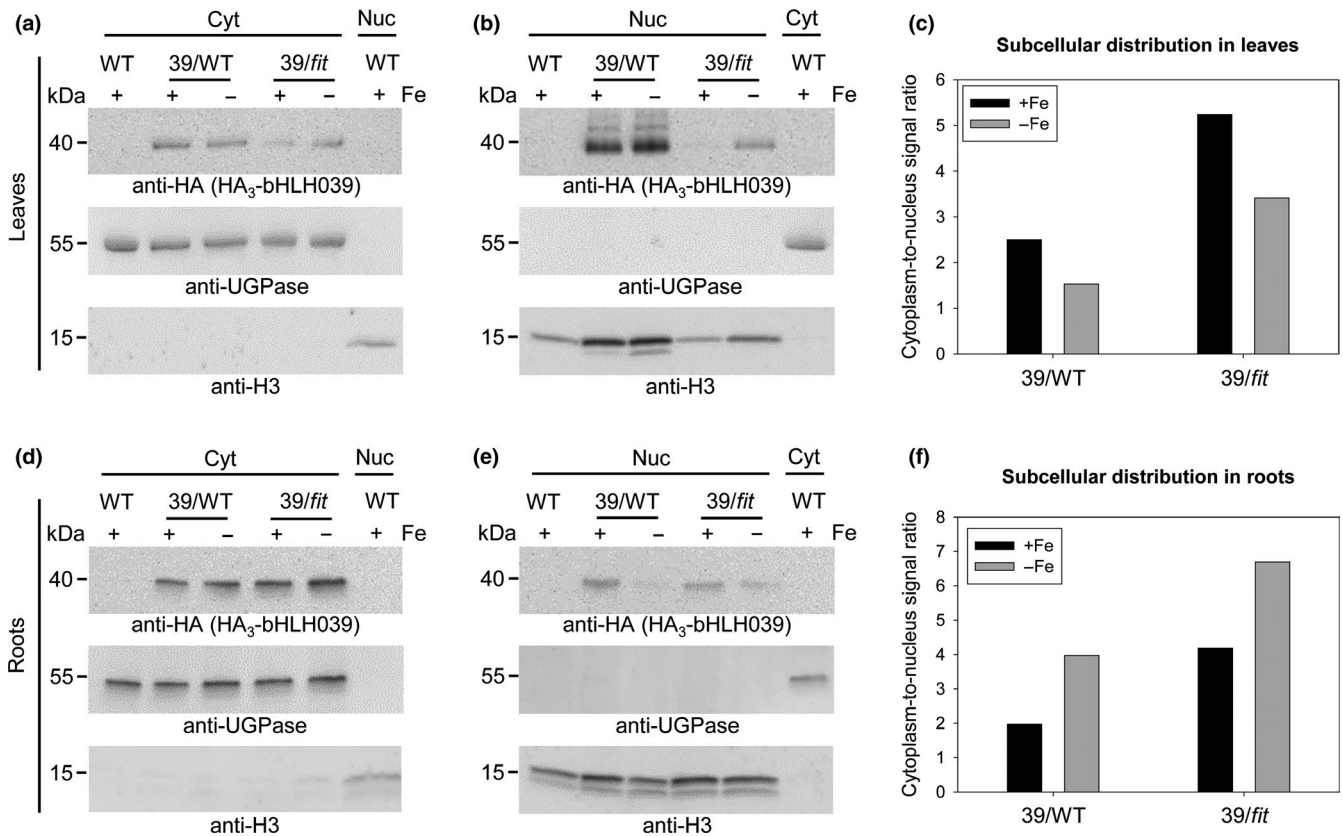 (a)
Cyt
Nuc
WT
39/WT
39/fit
WT
kDa
+
+
−
+
−
+
Fe
Leaves
40
anti-HA (HA3-bHLH039)
55
anti-UGPase
15
anti-H3
(b)
Nuc
Cyt
WT
39/WT
39/fit
WT
kDa
+
+
−
+
−
+
40
anti-HA (HA3-bHLH039)
55
anti-UGPase
15
anti-H3
(c)
Subcellular distribution in leaves
Cytoplasm-to-nucleus signal ratio
6
5
4
3
2
1
0
+Fe
−Fe
39/WT
39/fit
(d)
Cyt
Nuc
WT
39/WT
39/fit
WT
kDa
+
+
−
+
−
+
Fe
Roots
40
anti-HA (HA3-bHLH039)
55
anti-UGPase
15
anti-H3
(e)
Nuc
Cyt
WT
39/WT
39/fit
WT
kDa
+
+
−
+
−
+
40
anti-HA (HA3-bHLH039)
55
anti-UGPase
15
anti-H3
(f)
Subcellular distribution in roots
Cytoplasm-to-nucleus signal ratio
8
7
6
5
4
3
2
1
0
+Fe
−Fe
39/WT
39/fit